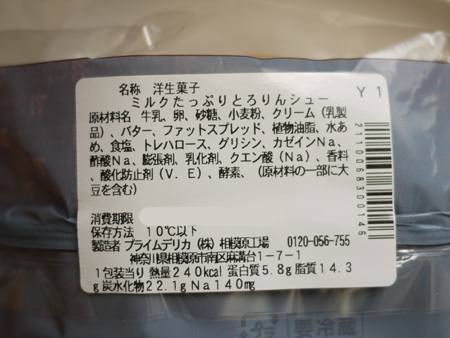 名称 洋生菓子
ミルクたっぷりとろりんシュー
原材料名 牛乳、卵、砂糖、小麦粉、クリーム（乳製
品）、バター、ファットスプレッド、植物油脂、水あ
め、食塩、トレハロース、グリシン、カゼインNa、
酢酸Na、膨張剤、乳化剤、クエン酸（Na）、香料
、酸化防止剤（V．E）、酵素、（原材料の一部に大
豆を含む）
消費期限
保存方法 10℃以下
製造者 プライムデリカ（株）相模原工場 0120-056-755
神奈川県相模原市南区麻溝台1-7-1
1包装当り 熱量240kcal 蛋白質5.8g 脂質14.3
g 炭水化物22.1g Na140mg
Y1
2110068300146
要冷蔵